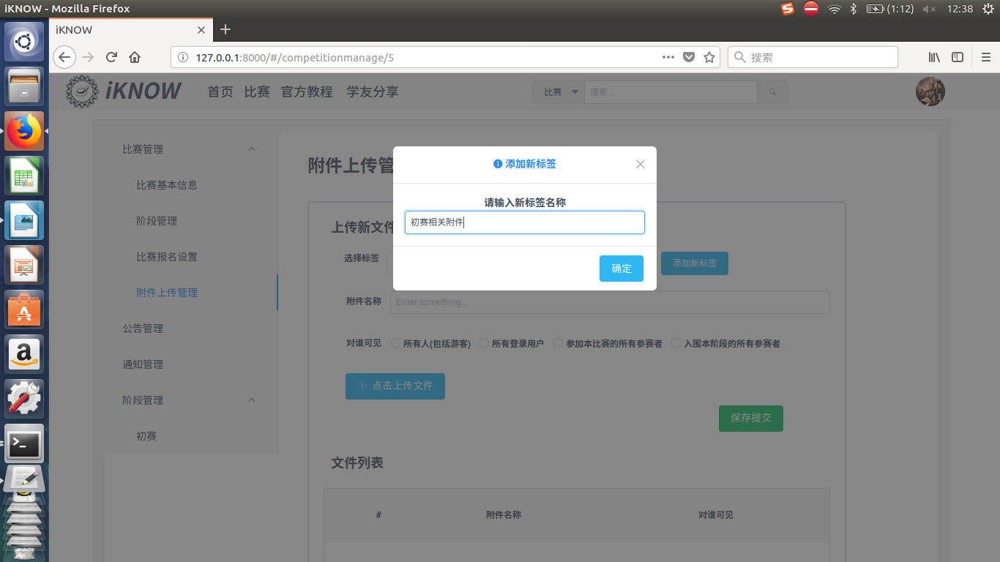 iKNOW - Mozilla Firefox
(1:12)
12:38
iKNOW
127.0.0.1:8000/#/competitionmanage/5
搜索
iKNOW 首页 比赛 官方教程 学友分享
比赛 搜索...
比赛管理
比赛基本信息
阶段管理
比赛报名设置
附件上传管理
公告管理
通知管理
阶段管理
初赛
附件上传管
添加新标签
请输入新标签名称
初赛相关附件
确定
上传新文件
选择标签
添加新标签
附件名称 Enter something...
对谁可见 所有人(包括游客) 所有登录用户 参加本比赛的所有参赛者 入围本阶段的所有参赛者
点击上传文件
保存提交
文件列表
# 附件名称 对谁可见